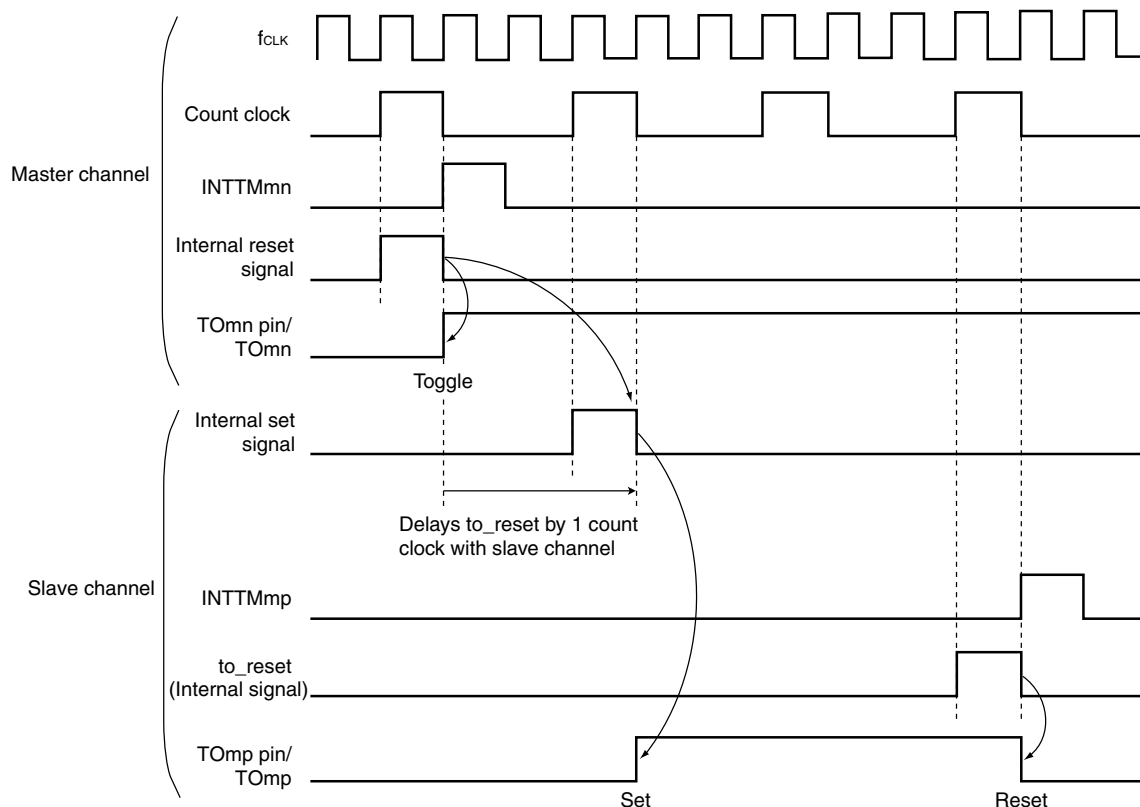 fCLK
Count clock
Master channel
INTTMmn
Internal reset
signal
TOmn pin/
TOmn
Toggle
Internal set
signal
Delays to_reset by 1 count
clock with slave channel
Slave channel
INTTMmp
to_reset
(Internal signal)
TOmp pin/
TOmp
Set
Reset